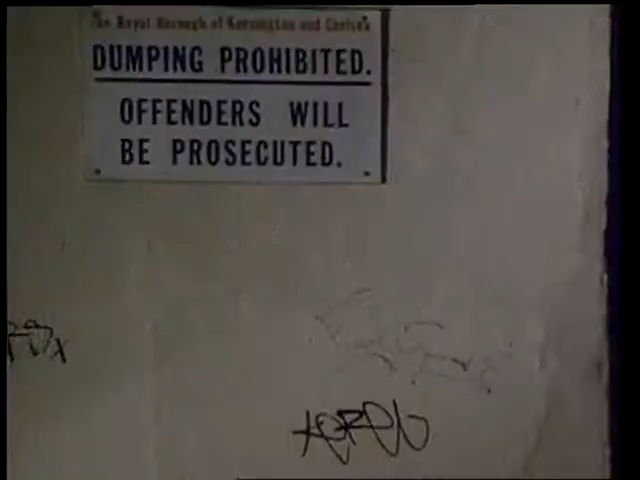 The Royal Borough of Kensington and Chelsea
DUMPING PROHIBITED.
OFFENDERS WILL
BE PROSECUTED.